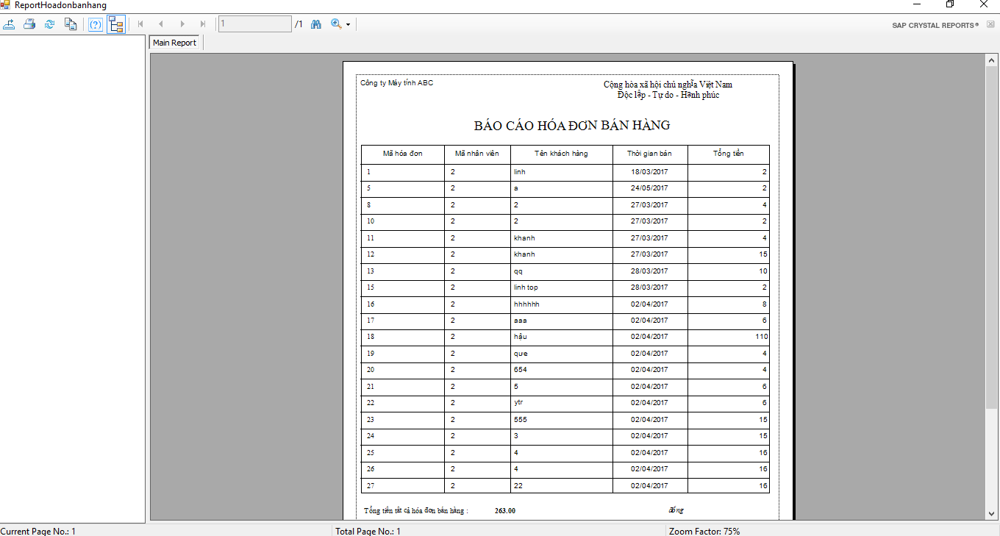 ReportHoadonbanhang
1 /1
SAP CRYSTAL REPORTS®
Main Report
Công ty Máy tính ABC
Cộng hòa xã hội chủ nghĩa Việt Nam
Độc lập - Tự do - Hạnh phúc
BÁO CÁO HÓA ĐƠN BÁN HÀNG
Mã hóa đơn Mã nhân viên Tên khách hàng Thời gian bán Tổng tiền
1 2 linh 18/03/2017 2
5 2 a 24/05/2017 2
8 2 2 27/03/2017 4
10 2 2 27/03/2017 2
11 2 khanh 27/03/2017 4
12 2 khanh 27/03/2017 15
13 2 qq 28/03/2017 10
15 2 linh top 28/03/2017 2
16 2 hhhhhh 02/04/2017 8
17 2 aaa 02/04/2017 6
18 2 hậu 02/04/2017 110
19 2 qưe 02/04/2017 4
20 2 654 02/04/2017 4
21 2 5 02/04/2017 6
22 2 ytr 02/04/2017 6
23 2 555 02/04/2017 15
24 2 3 02/04/2017 15
25 2 4 02/04/2017 16
26 2 4 02/04/2017 16
27 2 22 02/04/2017 16
Tổng tiền tất cả hóa đơn bán hàng : 263.00 đồng
Current Page No.: 1 Total Page No.: 1 Zoom Factor: 75%